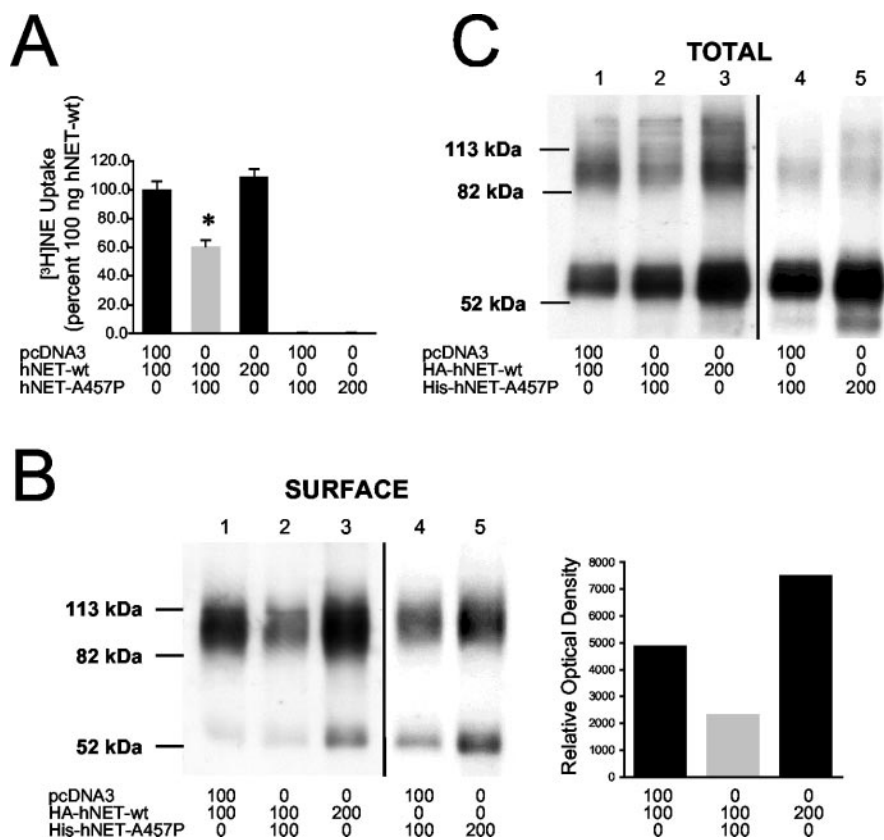 A
[³H]NE Uptake
(percent 100 ng hNET-wt)
120.0
100.0
80.0
60.0
40.0
20.0
0.0
*
pcDNA3 100 0 0 100 0
hNET-wt 100 100 200 0 0
hNET-A457P 0 100 0 100 200
C
TOTAL
1 2 3 4 5
113 kDa
82 kDa
52 kDa
pcDNA3 100 0 0 100 0
HA-hNET-wt 100 100 200 0 0
His-hNET-A457P 0 100 0 100 200
B
SURFACE
1 2 3 4 5
113 kDa
82 kDa
52 kDa
pcDNA3 100 0 0 100 0
HA-hNET-wt 100 100 200 0 0
His-hNET-A457P 0 100 0 100 200
Relative Optical Density
8000
7000
6000
5000
4000
3000
2000
1000
0000
100 0 0
100 100 200
0 100 0